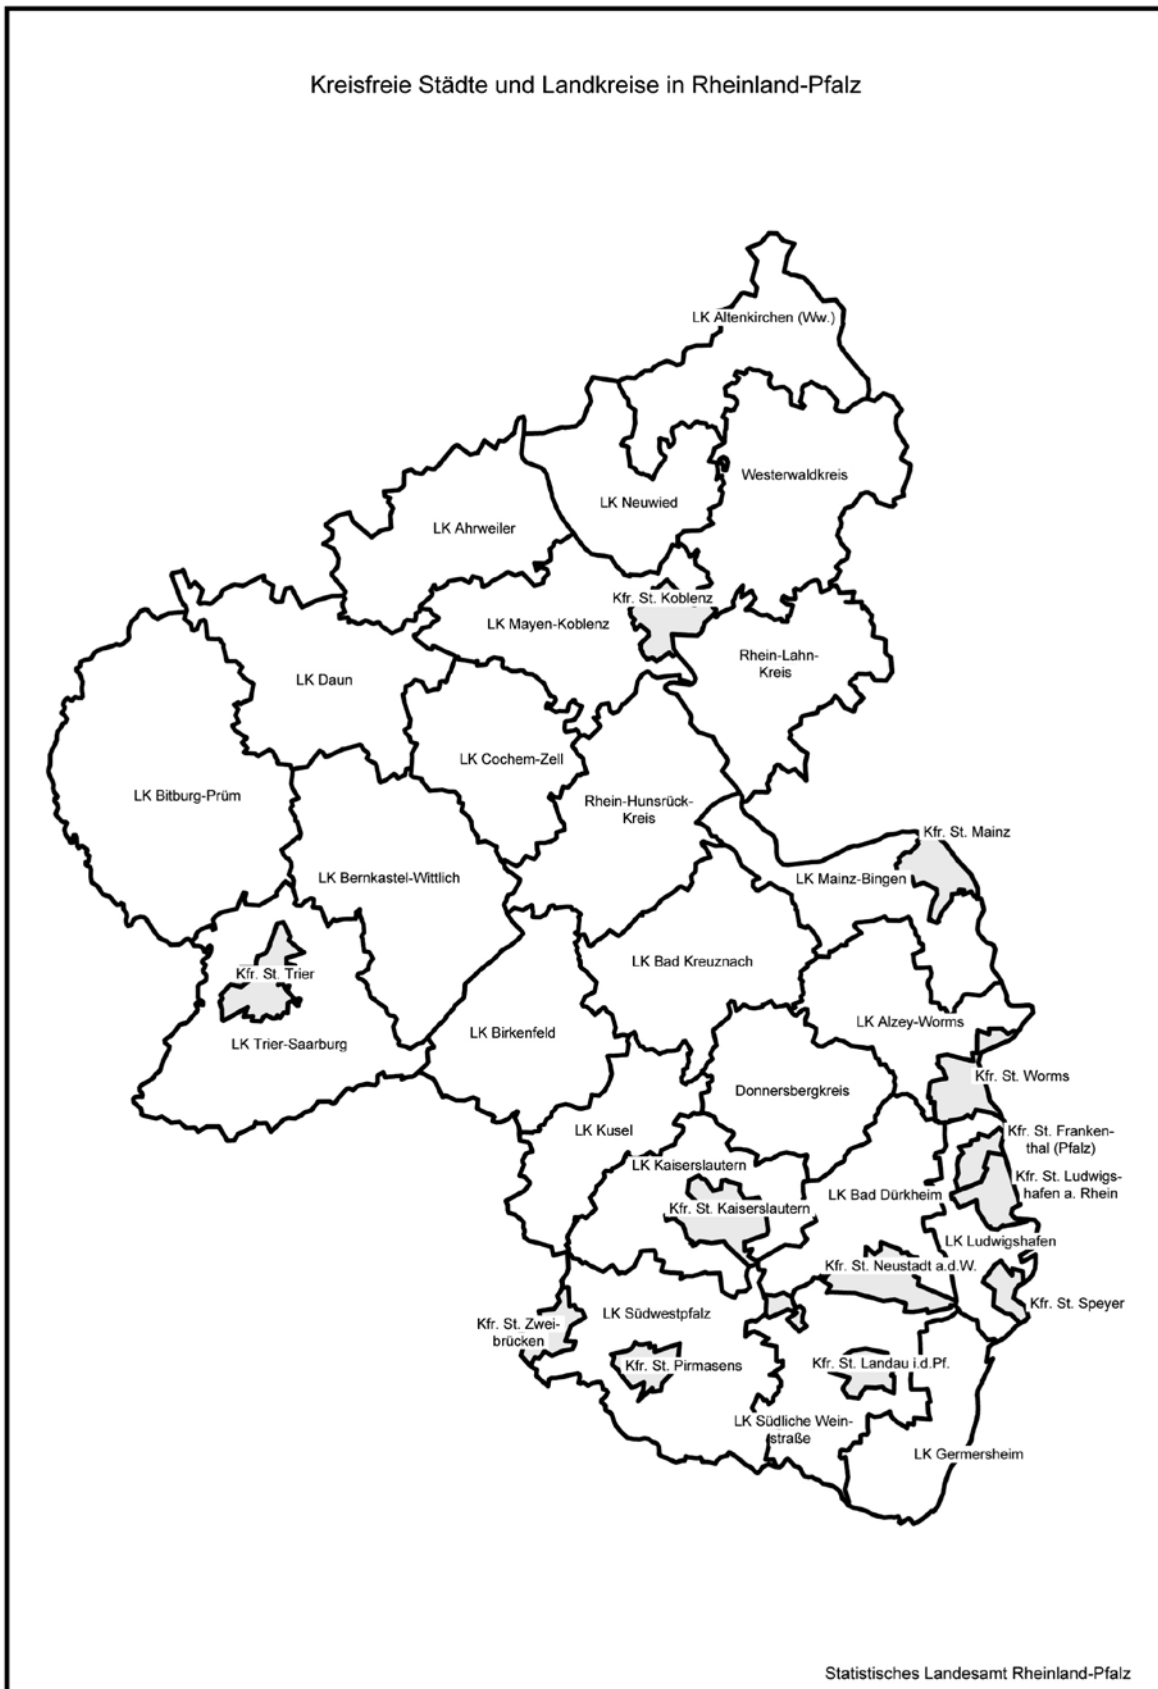 Kreisfreie Städte und Landkreise in Rheinland-Pfalz
LK Altenkirchen (Ww.)
Westerwaldkreis
LK Neuwied
LK Ahrweiler
Kfr. St. Koblenz
LK Mayen-Koblenz
Rhein-Lahn-
Kreis
LK Daun
LK Cochem-Zell
LK Bitburg-Prüm
Rhein-Hunsrück-
Kreis
Kfr. St. Mainz
LK Bernkastel-Wittlich
LK Mainz-Bingen
LK Bad Kreuznach
Kfr. St. Trier
LK Alzey-Worms
LK Birkenfeld
LK Trier-Saarburg
Kfr. St. Worms
Donnersbergkreis
LK Kusel
Kfr. St. Franken-
thal (Pfalz)
LK Kaiserslautern
Kfr. St. Ludwigs-
hafen a. Rhein
LK Bad Dürkheim
Kfr. St. Kaiserslautern
LK Ludwigshafen
Kfr. St. Neustadt a.d.W.
Kfr. St. Speyer
LK Südwestpfalz
Kfr. St. Zwei-
brücken
Kfr. St. Landau i.d.Pf.
Kfr. St. Pirmasens
LK Südliche Wein-
straße
LK Germersheim
Statistisches Landesamt Rheinland-Pfalz